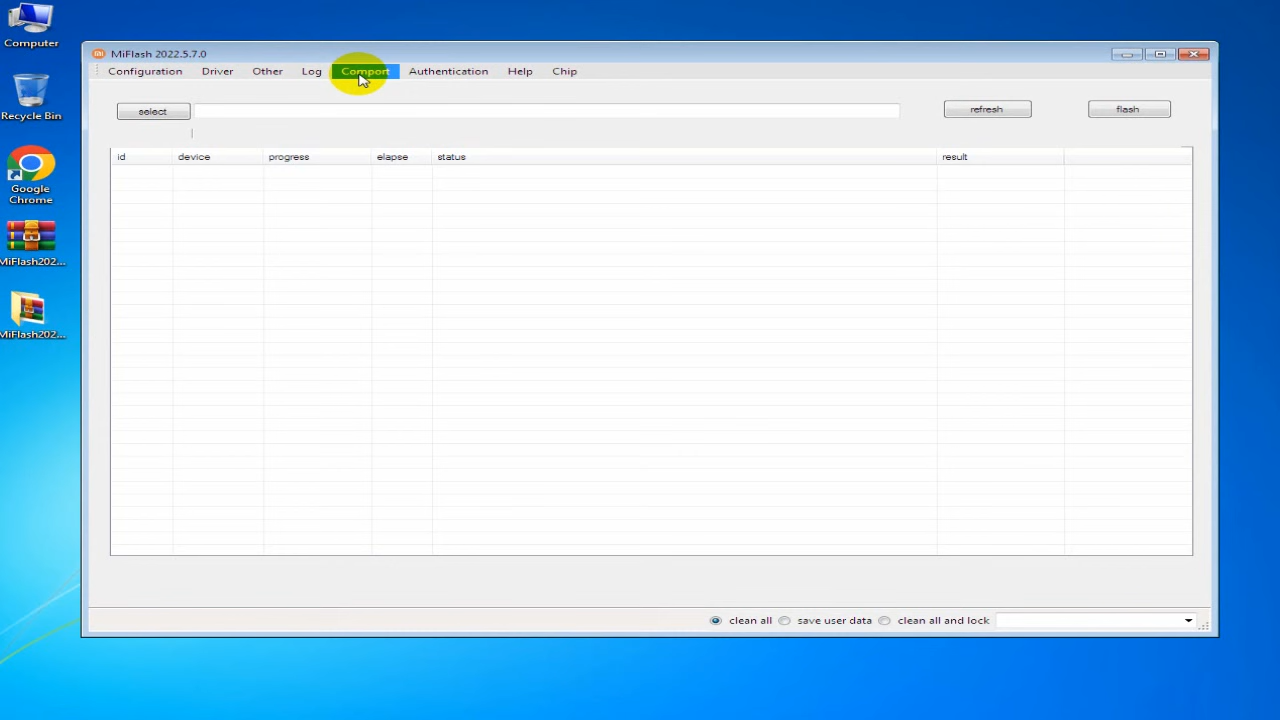 Computer
Recycle Bin
Google
Chrome
MiFlash202...
MiFlash202...
MiFlash 2022.5.7.0
Configuration Driver Other Log Comport Authentication Help Chip
select refresh flash
id device progress elapse status result
clean all save user data clean all and lock